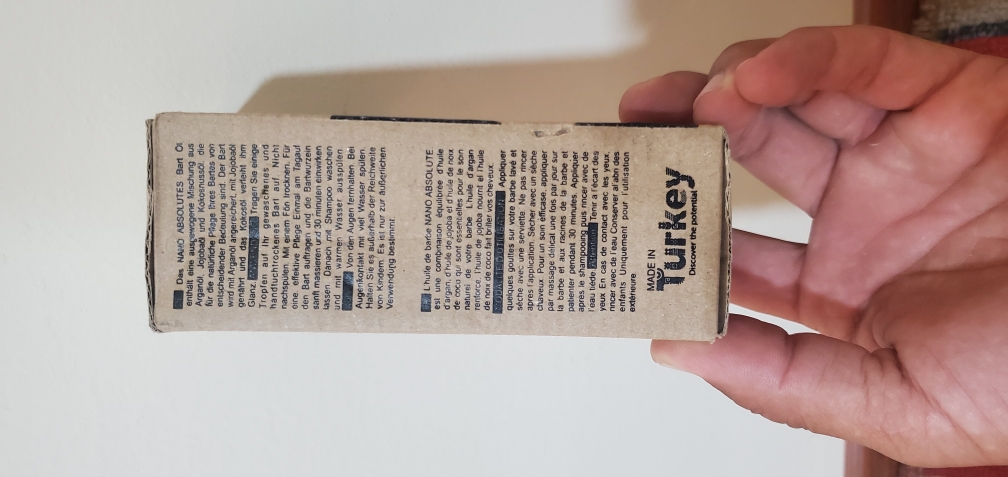 Das NANO ABSOLUTES Bart Öl
enthält eine ausgewogene Mischung aus
Arganöl, Jojobaöl und Kokosnussöl, die
für die natürliche Pflege Ihres Bartes von
entscheidender Bedeutung sind. Der Bart
wird mit Arganöl angereichert, mit Jojobaöl
genährt und das Kokosöl verleiht ihm
Glanz. Tragen Sie einige
Tropfen auf Ihr gewaschenes und
handtuchtrockenes Bart auf. Nicht
nachspülen. Mit einem Fön trocknen. Für
eine effektive Pflege Einmal am Tag auf
den Bart auftragen und die Bartwurzeln
sanft massieren und 30 minuten einwirken
lassen. Danach mit Shampoo waschen
und mit warmen Wasser ausspülen.
Von den Augen fernhalten. Bei
Augenkontakt mit viel Wasser spülen.
Halten Sie es außerhalb der Reichweite
von Kindern. Es ist nur zur äußerlichen
Verwendung bestimmt.
L'huile de barbe NANO ABSOLUTE
est une combinaison équilibrée d'huile
d'argan, d'huile de jojoba et d'huile de noix
de coco qui sont essentielles pour le soin
naturel de votre barbe. L'huile d'argan
renforce, l'huile de jojoba nourrit et l'huile
de noix de coco fait briller vos cheveux.
MODALITE D'UTILISATION Appliquer
quelques gouttes sur votre barbe lavé et
séché avec une serviette. Ne pas rincer
après l'application. Sécher avec un sèche
chaveux. Pour un soin efficase, appliquer
par massage délicat une fois par jour sur
la barbe et aux racines de la barbe et
patienter pendant 30 minutes. Appliquer
après le shampooing puis rincer avec de
l'eau tiède. Tenir a l'écart des
yeux. En cas de contact avec les yeux,
rincer avec de l'eau. Conserver al'abri des
enfants. Uniquement pour l'utilisation
extérieure.
MADE IN
Türkey
Discover the potential